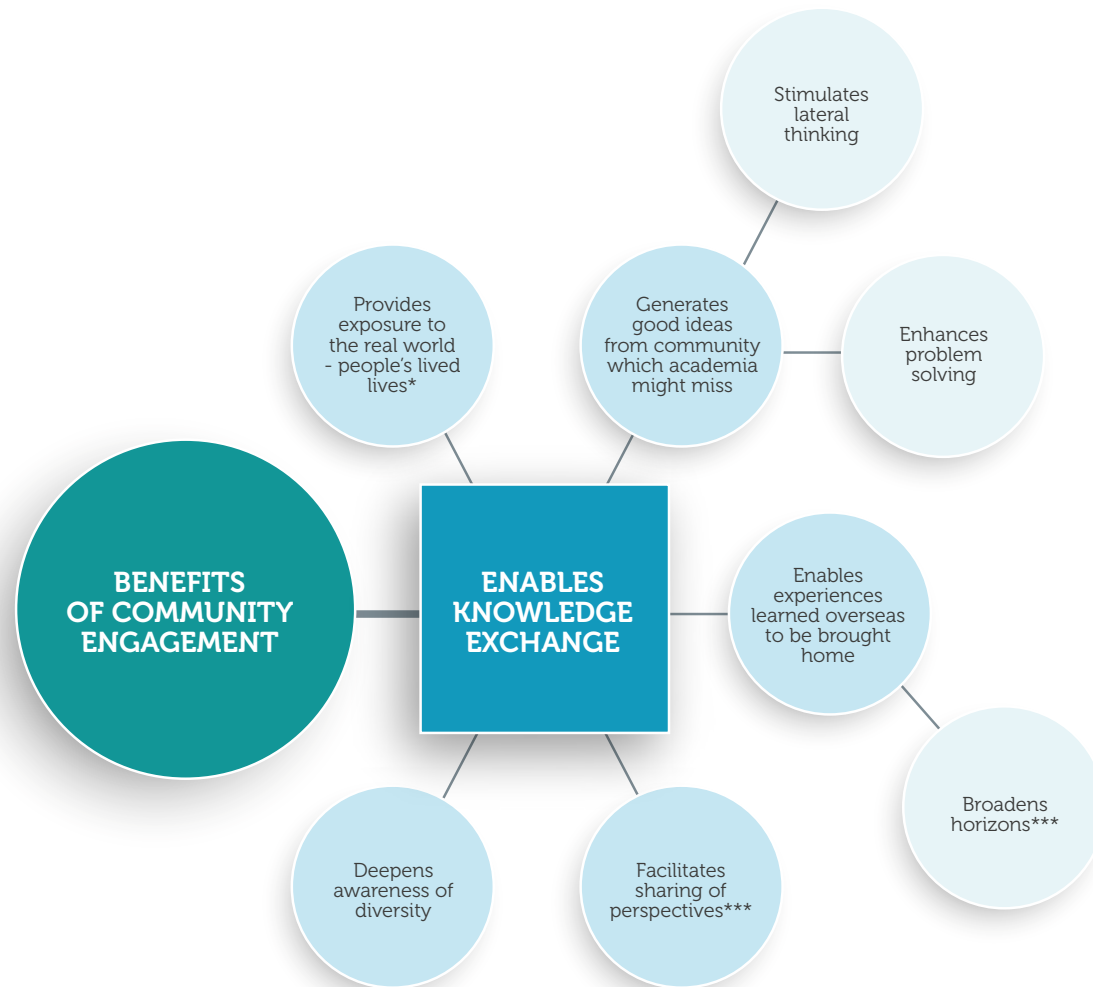 Stimulates
lateral
thinking
Provides
exposure to
the real world
- people's lived
lives*
Generates
good ideas
from community
which academia
might miss
Enhances
problem
solving
BENEFITS
OF COMMUNITY
ENGAGEMENT
ENABLES
KNOWLEDGE
EXCHANGE
Enables
experiences
learned overseas
to be brought
home
Broadens
horizons***
Deepens
awareness of
diversity
Facilitates
sharing of
perspectives***